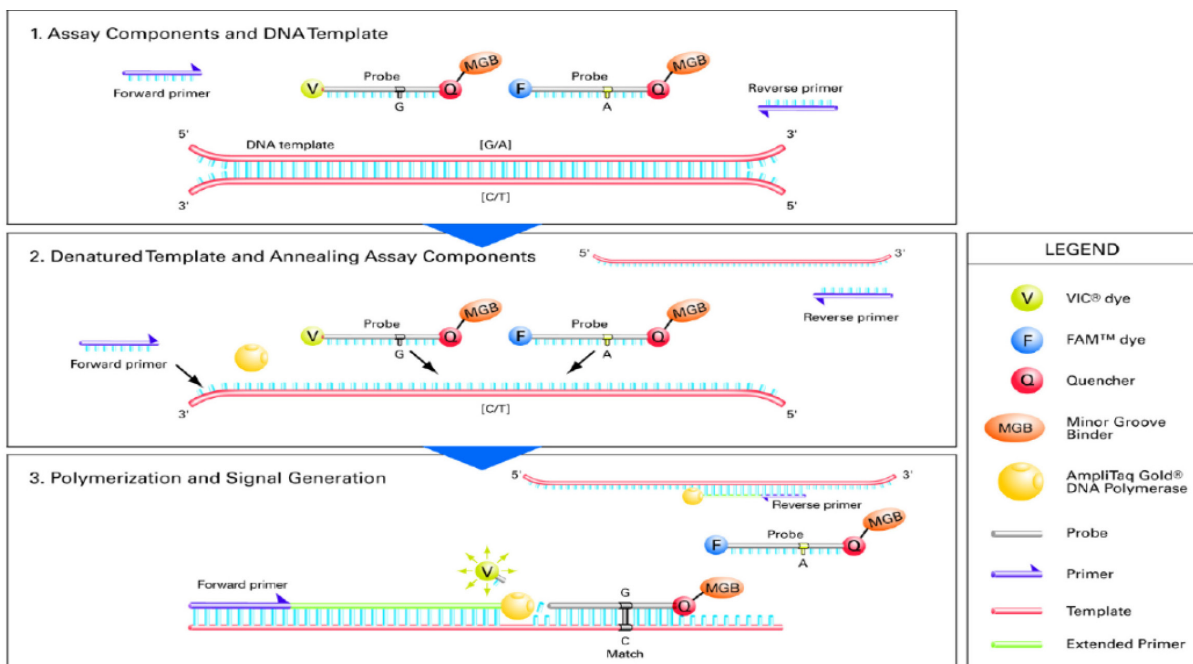 1. Assay Components and DNA Template
MGB
MGB
Probe
Probe
V
Q
F
Q
G
A
Forward primer
Reverse primer
5'
3'
DNA template
[G/A]
[C/T]
3'
5'
2. Denatured Template and Annealing Assay Components
5'
3'
MGB
MGB
Probe
Probe
V
Q
F
Q
G
A
Reverse primer
Forward primer
3'
5'
[C/T]
3. Polymerization and Signal Generation
5'
3'
Reverse primer
MGB
Probe
F
Q
A
V
Forward primer
G
MGB
Q
C
Match
LEGEND
V VIC® dye
F FAM™ dye
Q Quencher
MGB Minor Groove
Binder
AmpliTaq Gold®
DNA Polymerase
Probe
Primer
Template
Extended Primer